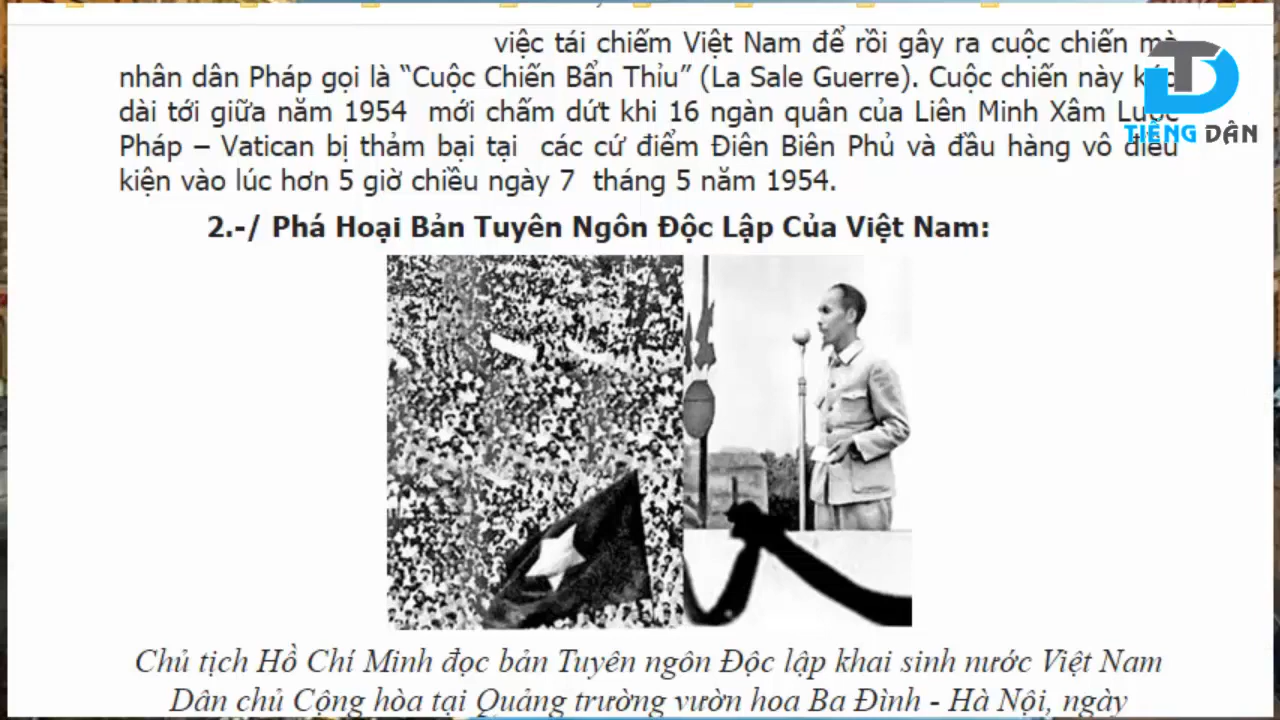 việc tái chiếm Việt Nam để rồi gây ra cuộc chiến mà
nhân dân Pháp gọi là “Cuộc Chiến Bẩn Thỉu” (La Sale Guerre). Cuộc chiến này kéo
dài tới giữa năm 1954 mới chấm dứt khi 16 ngàn quân của Liên Minh Xâm Lược
Pháp – Vatican bị thảm bại tại các cứ điểm Điên Biên Phủ và đầu hàng vô điều
kiện vào lúc hơn 5 giờ chiều ngày 7 tháng 5 năm 1954.
TIẾNG DÂN
2.-/ Phá Hoại Bản Tuyên Ngôn Độc Lập Của Việt Nam:
Chủ tịch Hồ Chí Minh đọc bản Tuyên ngôn Độc lập khai sinh nước Việt Nam
Dân chủ Cộng hòa tại Quảng trường vườn hoa Ba Đình - Hà Nội, ngày